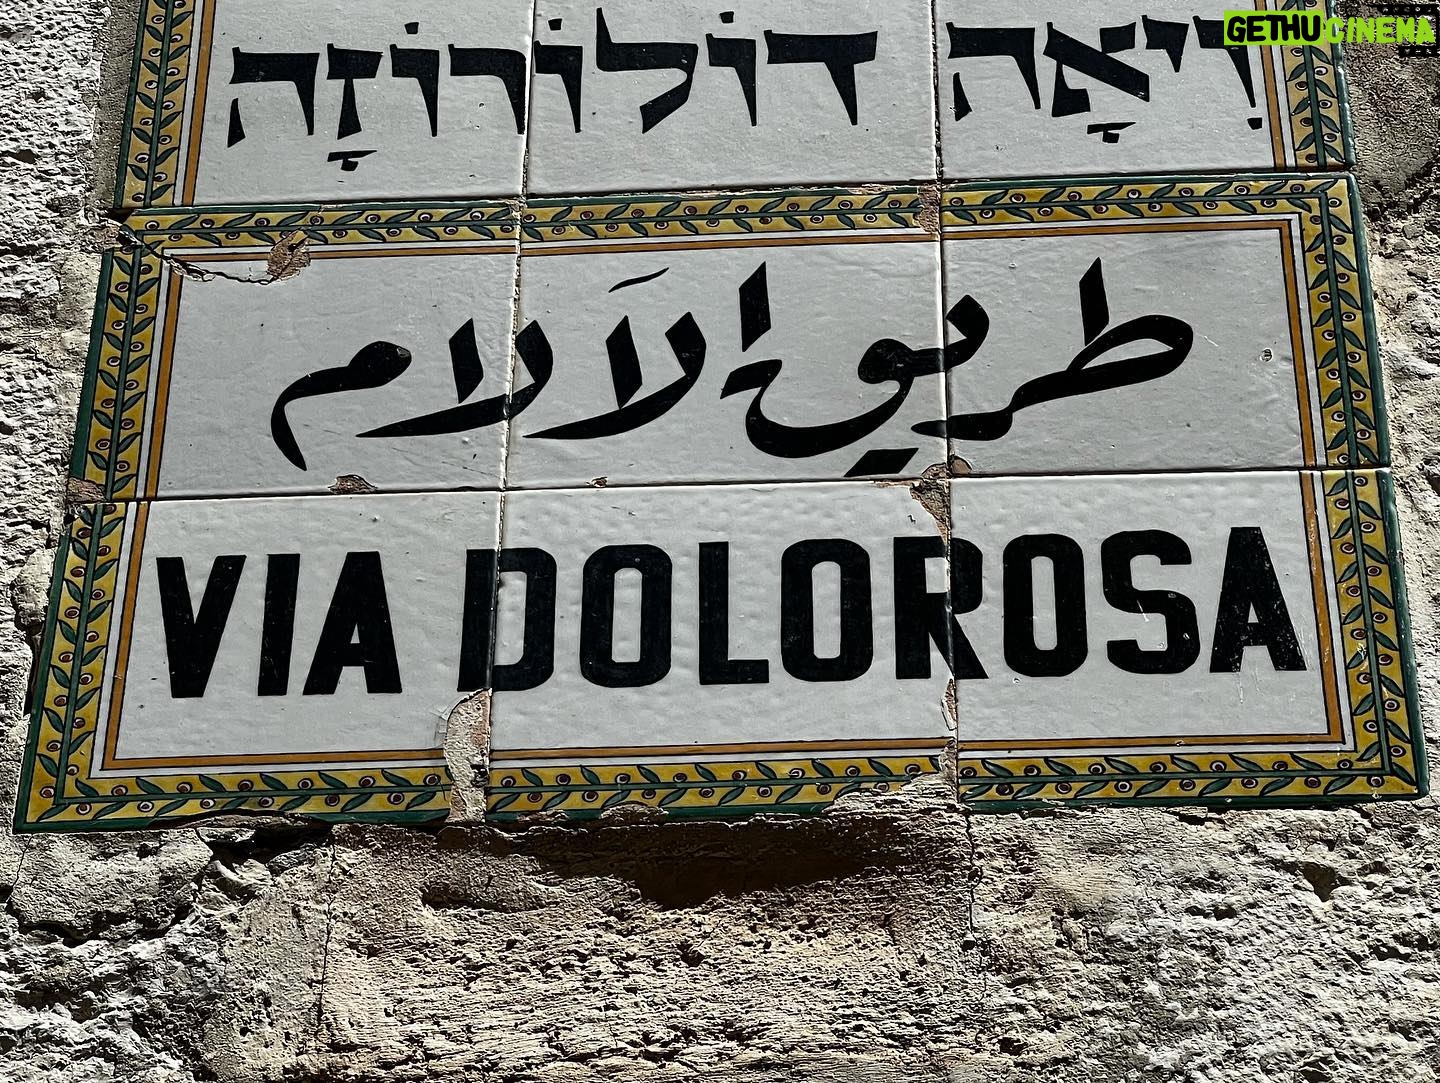 GETHU CINEMA
וִיאָה דוֹלוֹרוֹזָה
طريق الآلام
VIA DOLOROSA